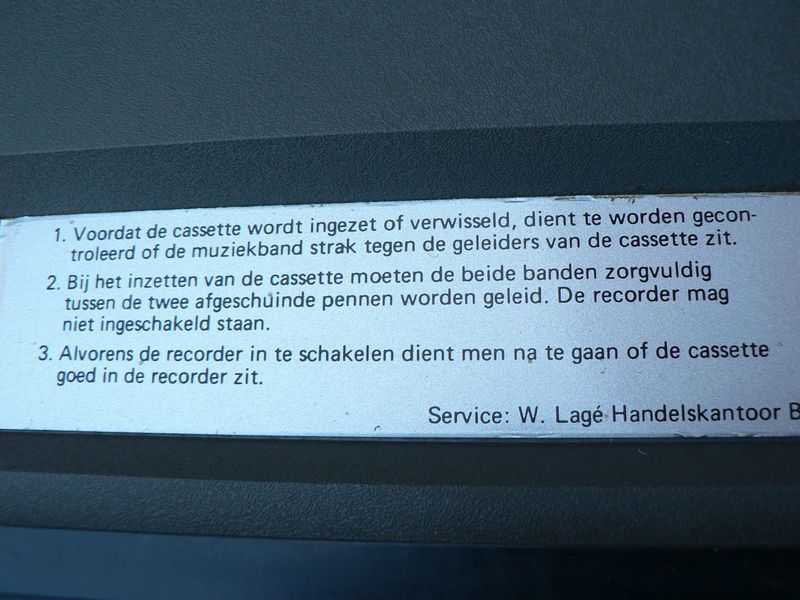 1. Voordat de cassette wordt ingezet of verwisseld, dient te worden gecon-
troleerd of de muziekband strak tegen de geleiders van de cassette zit.
2. Bij het inzetten van de cassette moeten de beide banden zorgvuldig
tussen de twee afgeschuinde pennen worden geleid. De recorder mag
niet ingeschakeld staan.
3. Alvorens de recorder in te schakelen dient men na te gaan of de cassette
goed in de recorder zit.
Service: W. Lagé Handelskantoor B